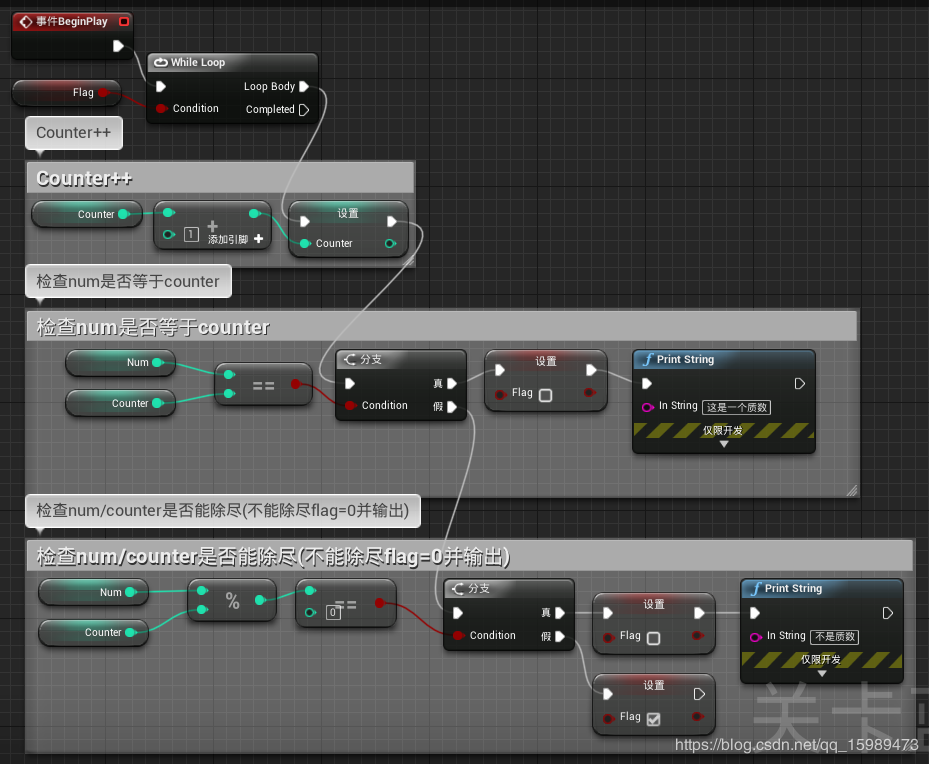 事件BeginPlay
While Loop
Loop Body
Flag
Condition
Completed
Counter++
Counter++
Counter
1
添加引脚
设置
Counter
检查num是否等于counter
检查num是否等于counter
Num
Counter
==
分支
真
Condition
假
设置
Flag
Print String
In String 这是一个质数
仅限开发
检查num/counter是否能除尽(不能除尽flag=0并输出)
检查num/counter是否能除尽(不能除尽flag=0并输出)
Num
Counter
%
==
0
分支
真
Condition
假
设置
Flag
Print String
In String 不是质数
仅限开发
设置
Flag
关卡
https://blog.csdn.net/qq_15989473